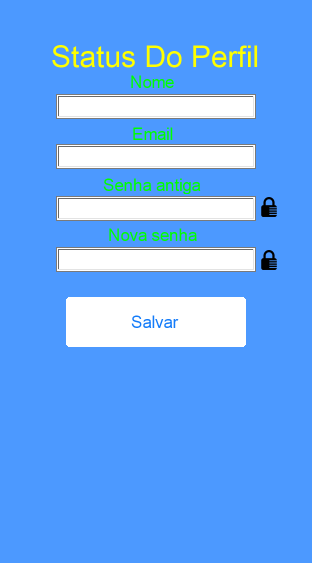 Status Do Perfil
Nome
Email
Senha antiga
Nova senha
Salvar